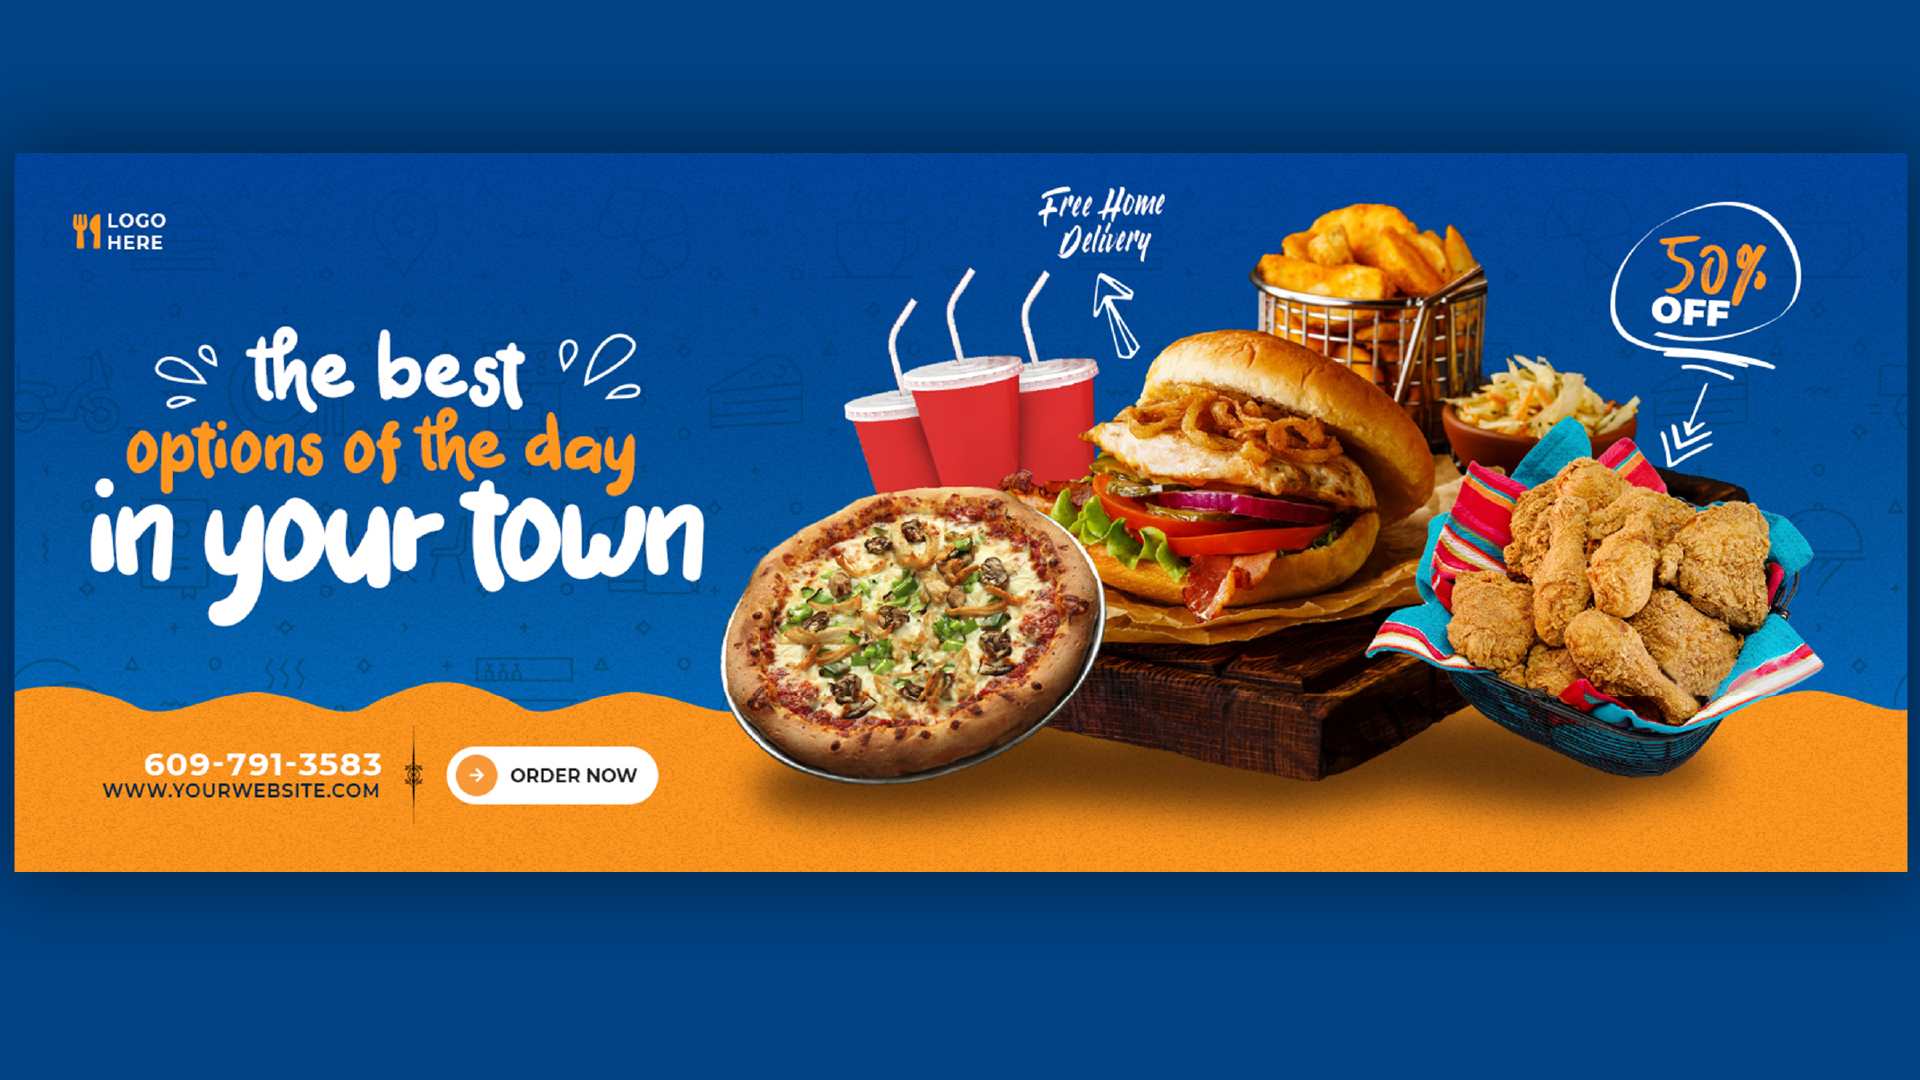 LOGO
HERE
the best
options of the day
in your town
609-791-3583
WWW.YOURWEBSITE.COM
ORDER NOW
Free Home
Delivery
50%
OFF